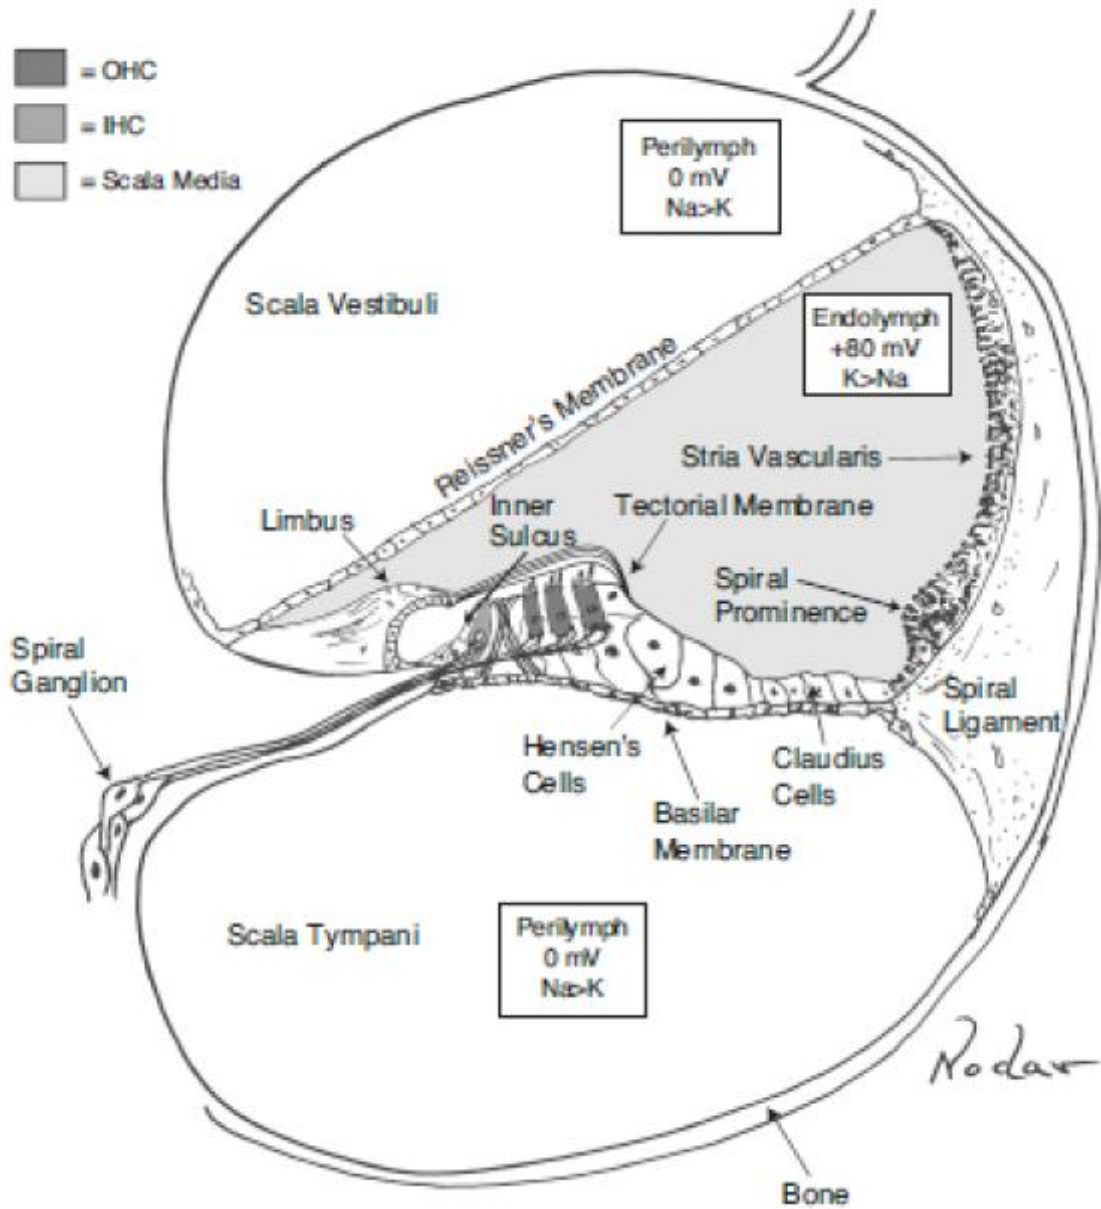 = OHC
= IHC
= Scala Media
Perilymph
0 mV
Na>K
Scala Vestibuli
Endolymph
+80 mV
K>Na
Reissner's Membrane
Stria Vascularis
Limbus
Inner
Sulcus
Tectorial Membrane
Spiral
Prominence
Spiral
Ganglion
Spiral
Ligament
Hensen's
Cells
Claudius
Cells
Basilar
Membrane
Scala Tympani
Perilymph
0 mV
Na>K
Bone